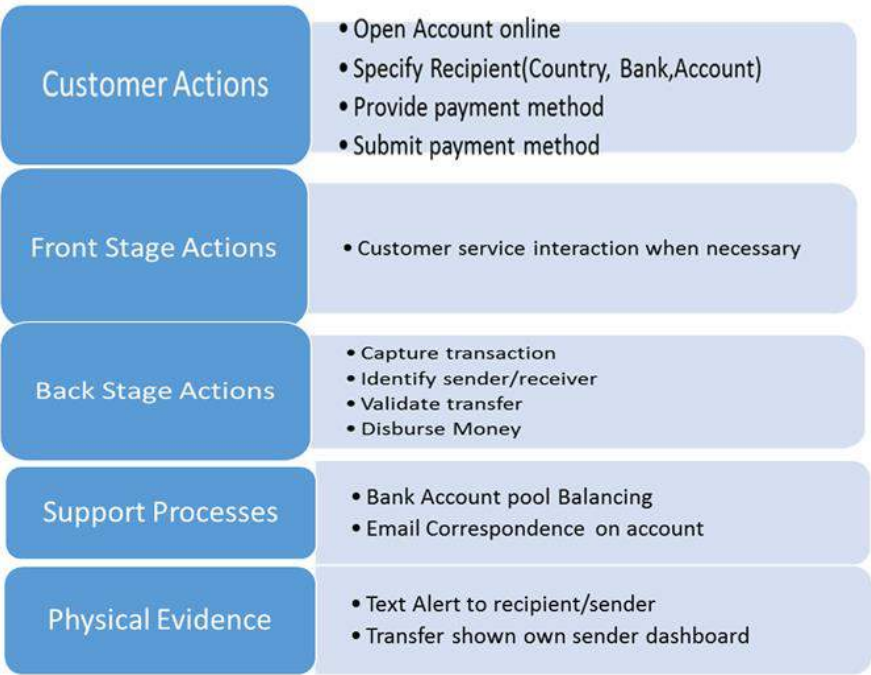 Customer Actions
• Open Account online
• Specify Recipient(Country, Bank,Account)
• Provide payment method
• Submit payment method
Front Stage Actions
• Customer service interaction when necessary
Back Stage Actions
• Capture transaction
• Identify sender/receiver
• Validate transfer
• Disburse Money
Support Processes
• Bank Account pool Balancing
• Email Correspondence on account
Physical Evidence
• Text Alert to recipient/sender
• Transfer shown own sender dashboard